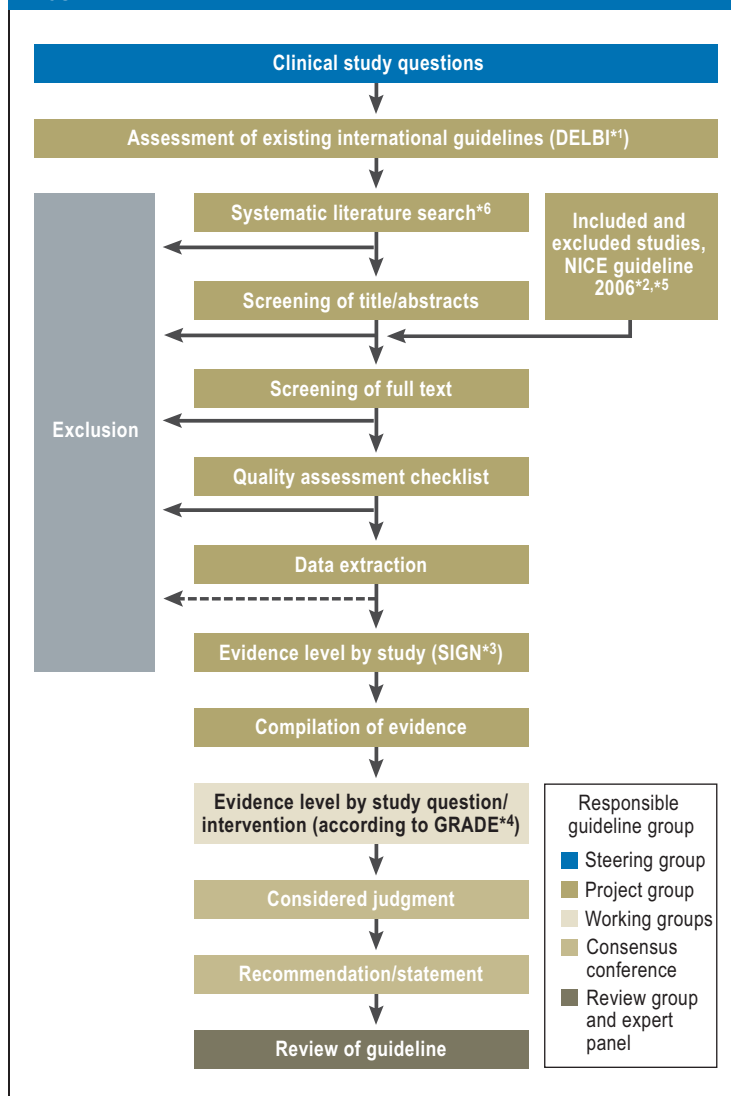 Clinical study questions
Assessment of existing international guidelines (DELBI*1)
Systematic literature search*6
Included and
excluded studies,
NICE guideline
2006*2,*5
Screening of title/abstracts
Screening of full text
Exclusion
Quality assessment checklist
Data extraction
Evidence level by study (SIGN*3)
Compilation of evidence
Evidence level by study question/
intervention (according to GRADE*4)
Considered judgment
Recommendation/statement
Review of guideline
Responsible
guideline group
Steering group
Project group
Working groups
Consensus
conference
Review group
and expert
panel